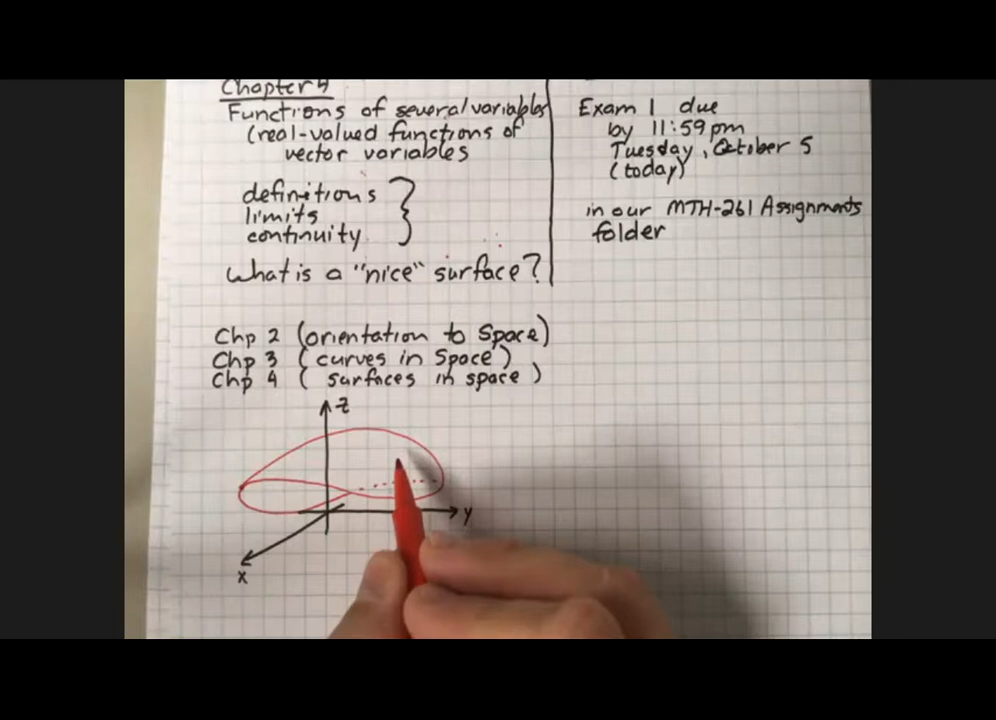 Chapter 4
Functions of several variables
(real-valued functions of
vector variables
definitions
limits
continuity
What is a "nice" surface?
Exam 1 due
by 11:59pm
Tuesday, October 5
(today)
in our MTH-261 Assignments
folder
Chp 2 (orientation to Space)
Chp 3 (curves in Space)
Chp 4 (surfaces in space)
z
y
x